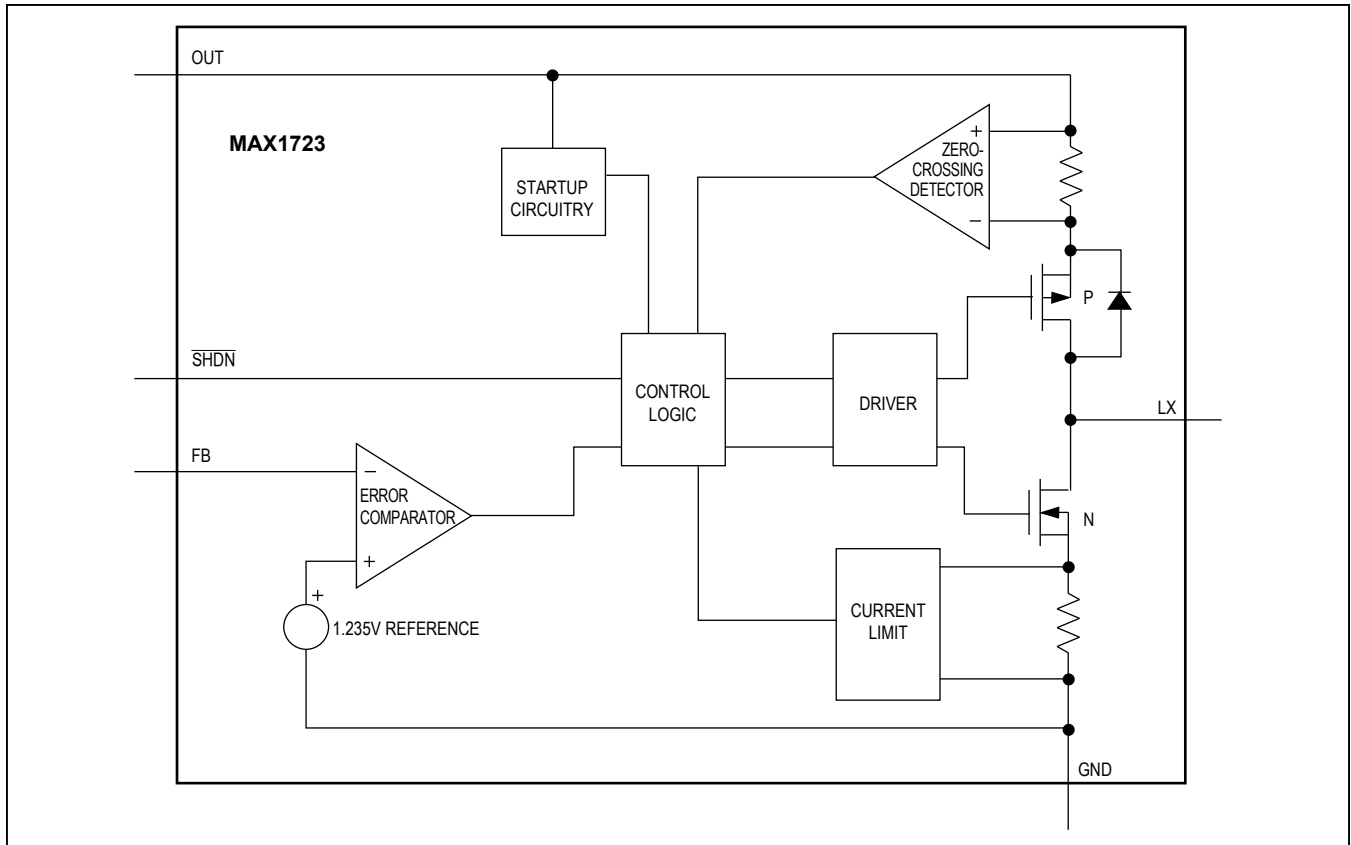 OUT
MAX1723
STARTUP
CIRCUITRY
+
ZERO-
CROSSING
DETECTOR
−
P
SHDN
CONTROL
LOGIC
DRIVER
LX
FB
−
ERROR
COMPARATOR
+
N
+
1.235V REFERENCE
CURRENT
LIMIT
GND